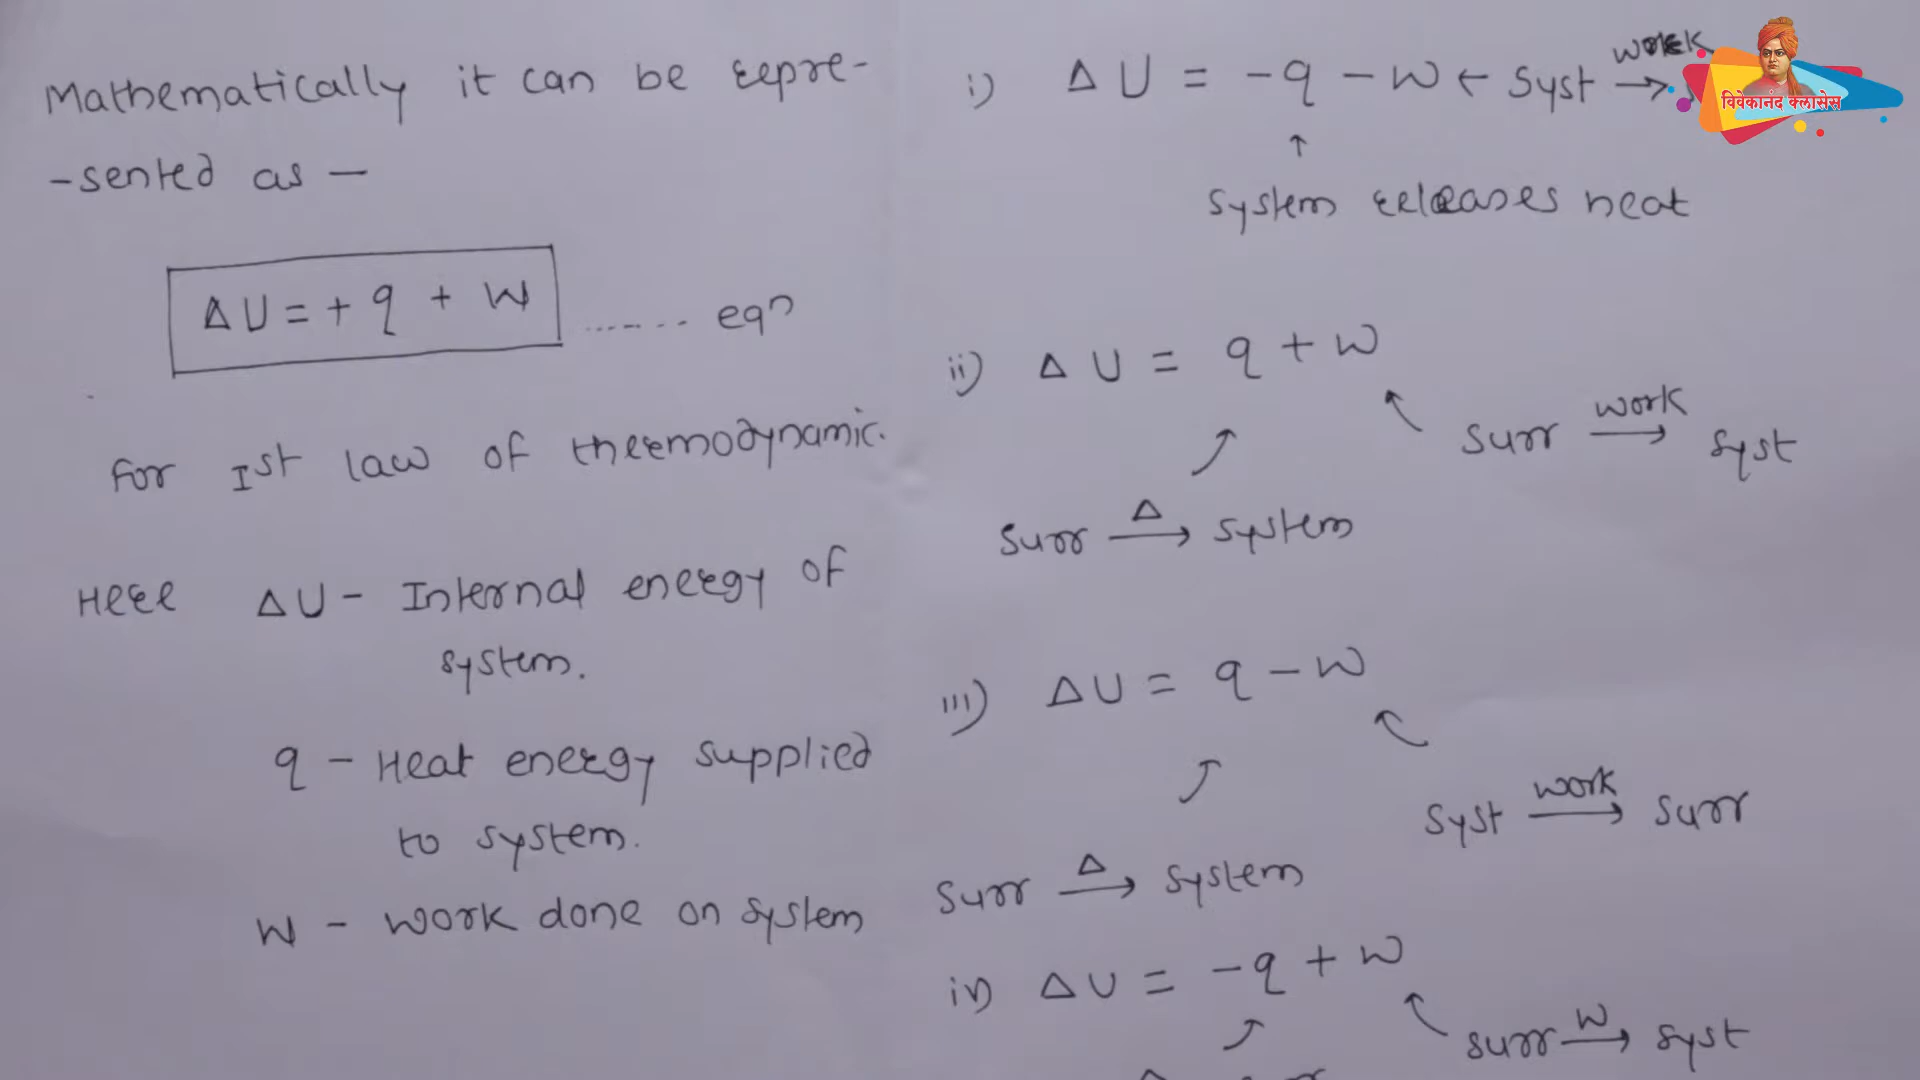 Mathematically it can be repre-
-sented as —
ΔU = + q + W ....... eqn
for Ist law of thermodynamic.
Here ΔU - Internal energy of
system.
q - Heat energy supplied
to system.
W - work done on system
i) ΔU = -q - w ← syst →
work
↑
system releases heat
ii) ΔU = q + w
surr → syst
work
surr → system
Δ
iii) ΔU = q - w
syst → surr
work
surr → system
Δ
iv) ΔU = -q + w
surr → syst
w
विवेकानंद क्लासेस